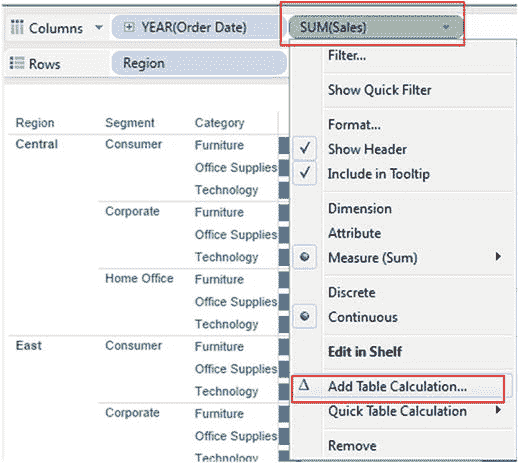 Columns YEAR(Order Date) SUM(Sales)
Rows Region
Filter...
Show Quick Filter
Format...
Show Header
Include in Tooltip
Dimension
Attribute
Measure (Sum)
Discrete
Continuous
Edit in Shelf
Δ Add Table Calculation...
Quick Table Calculation
Remove
Region Segment Category
Central Consumer Furniture
Office Supplies
Technology
Corporate Furniture
Office Supplies
Technology
Home Office Furniture
Office Supplies
Technology
East Consumer Furniture
Office Supplies
Technology
Corporate Furniture
Office Supplies
Technology